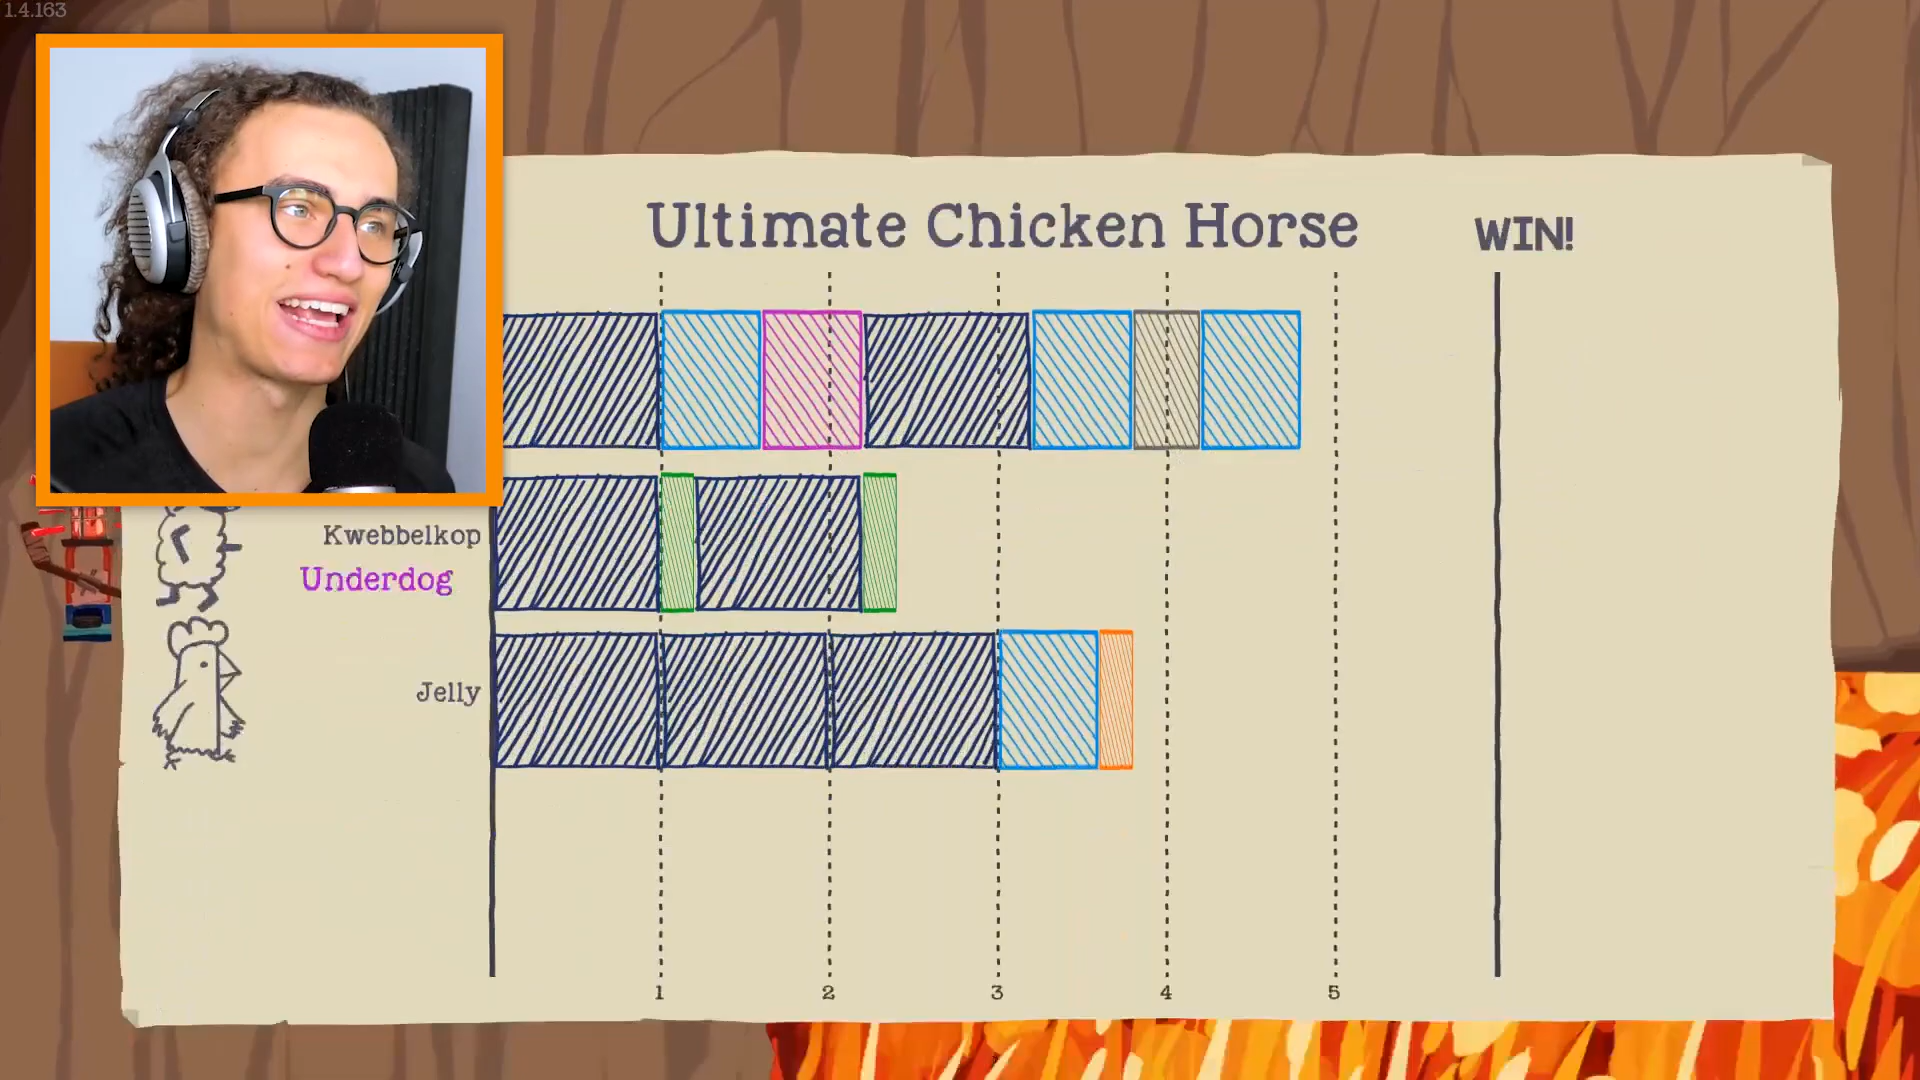 1.4.163
Ultimate Chicken Horse
WIN!
Kwebbelkop
Underdog
Jelly
1 2 3 4 5